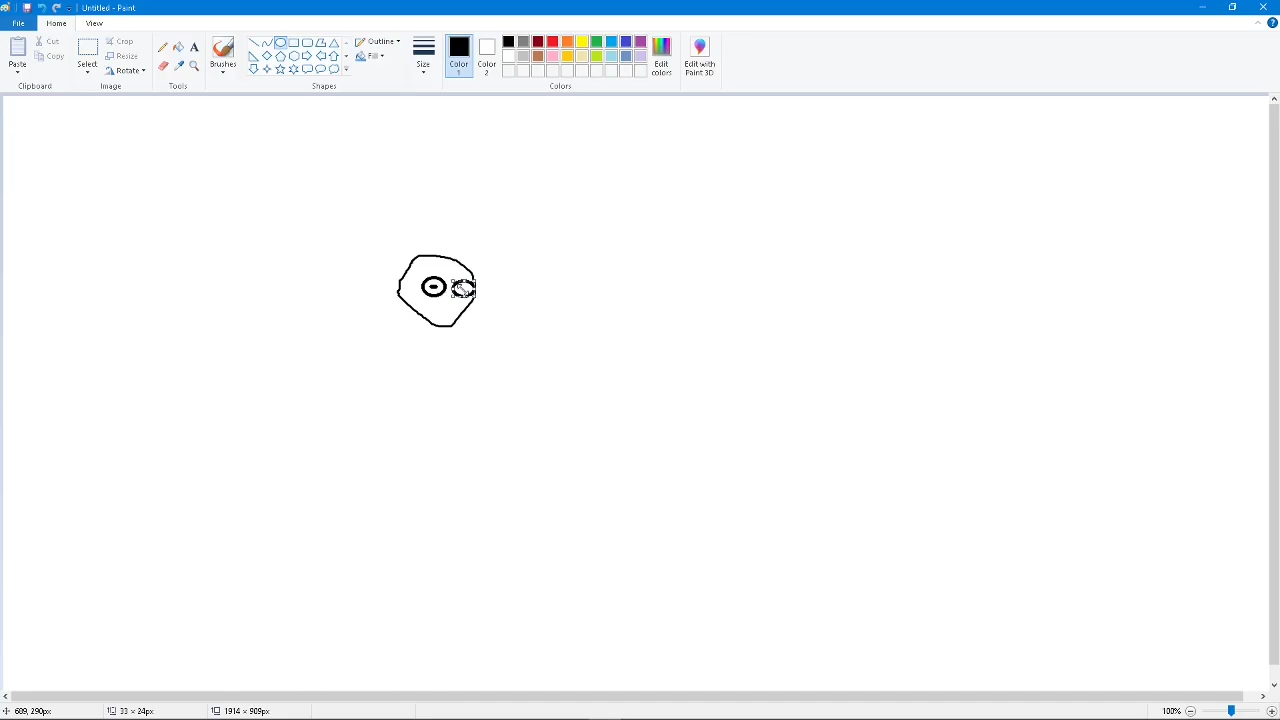 Untitled - Paint
File Home View
Paste Cut Copy Select Crop Resize Rotate A Brushes Outline Fill Size Color 1 Color 2 Edit colors Edit with Paint 3D
Clipboard Image Tools Shapes Colors
609, 290px 33 × 24px 1914 × 909px 100%